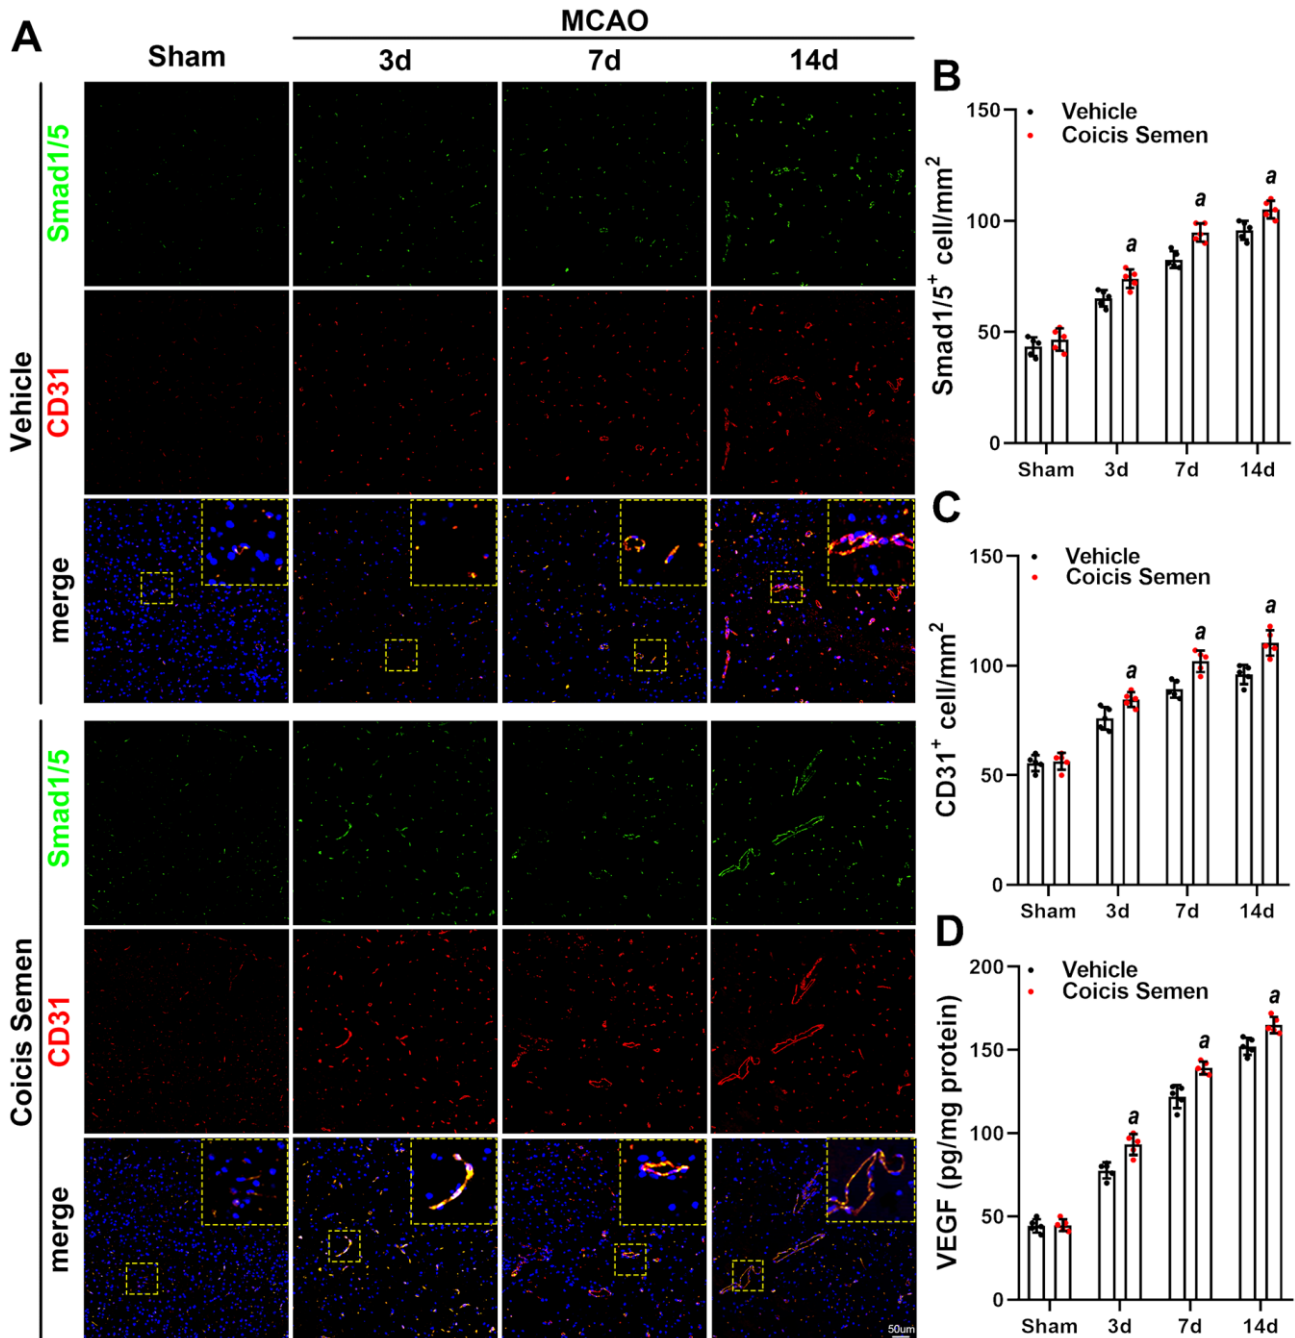 A
MCAO
Sham
3d
7d
14d
Vehicle
Smad1/5
CD31
merge
Coicis Semen
Smad1/5
CD31
merge
50um
B
Smad1/5+ cell/mm2
150
100
50
0
Vehicle
Coicis Semen
a
a
a
Sham
3d
7d
14d
C
CD31+ cell/mm2
150
100
50
0
Vehicle
Coicis Semen
a
a
a
Sham
3d
7d
14d
D
VEGF (pg/mg protein)
200
150
100
50
0
Vehicle
Coicis Semen
a
a
a
Sham
3d
7d
14d